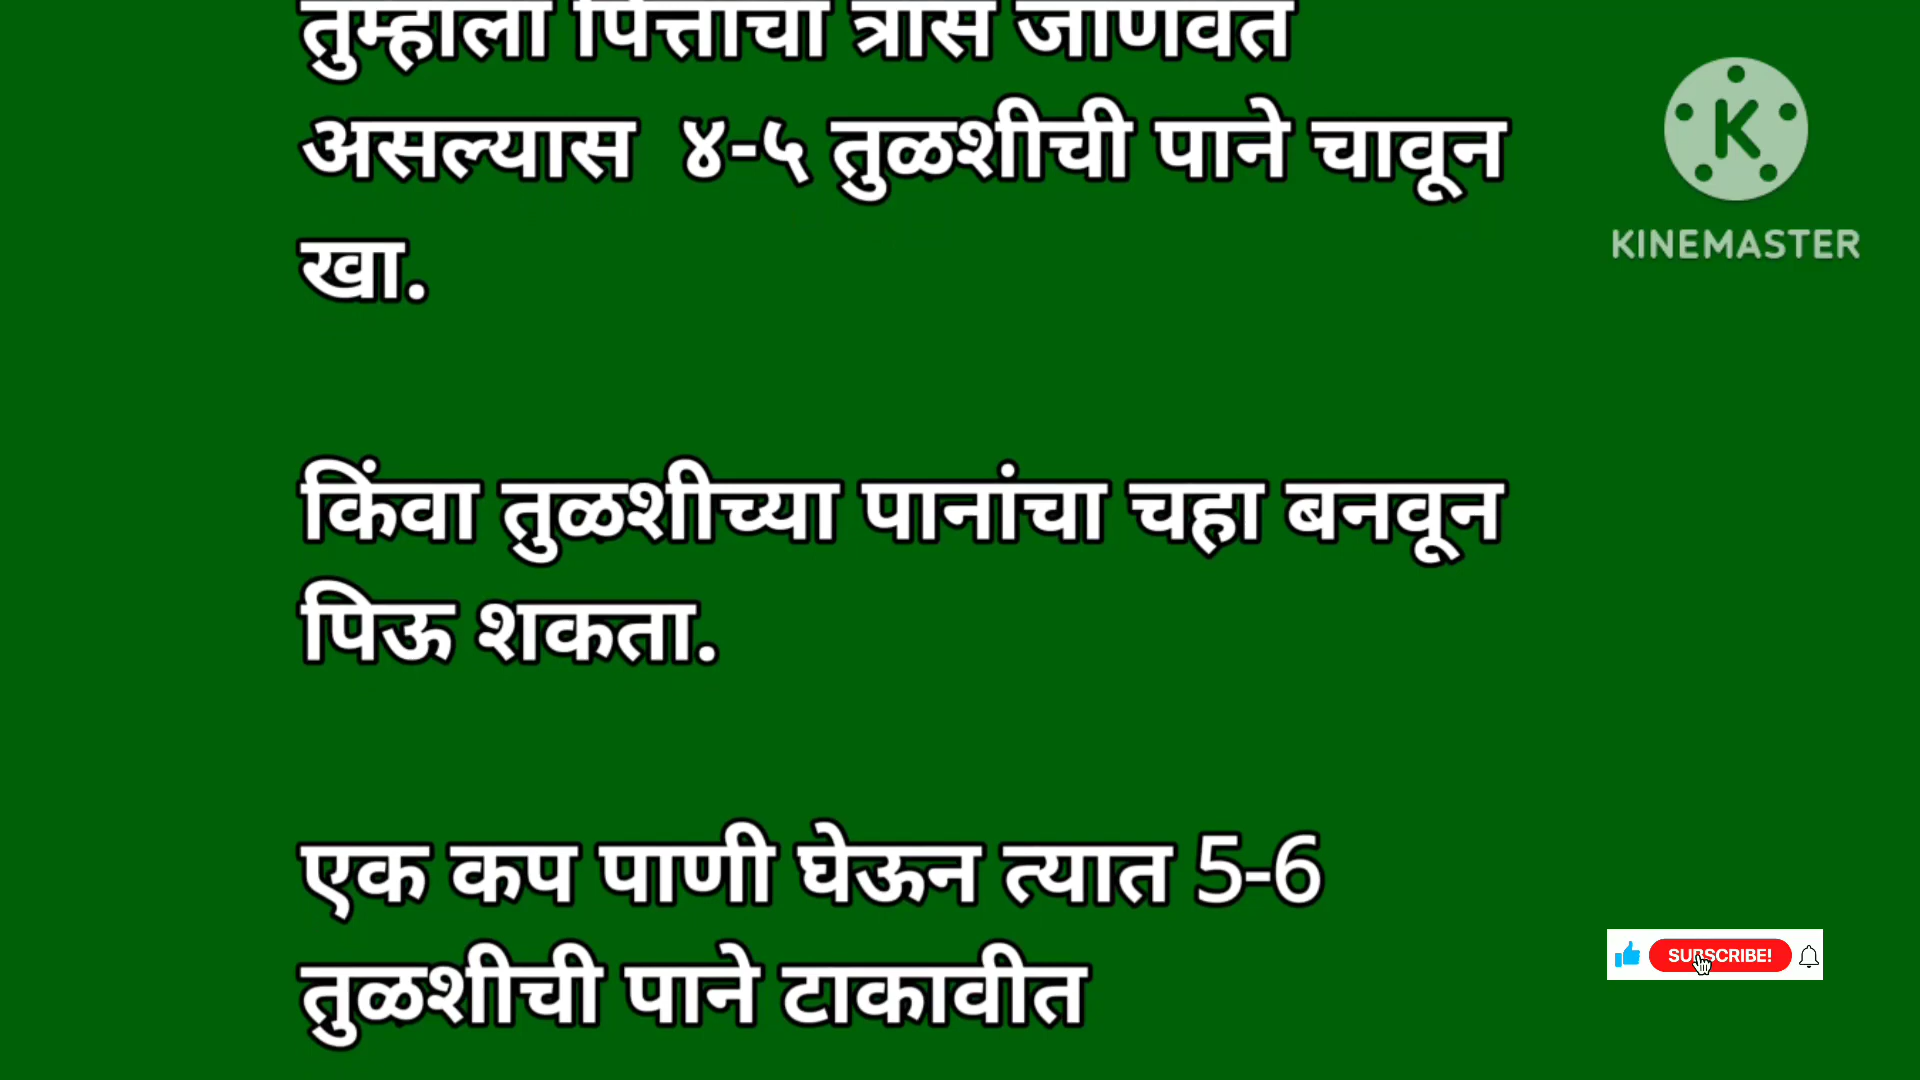 तुम्हाला पित्ताचा त्रास जाणवत
असल्यास ४-५ तुळशीची पाने चावून
खा.
किंवा तुळशीच्या पानांचा चहा बनवून
पिऊ शकता.
एक कप पाणी घेऊन त्यात 5-6
तुळशीची पाने टाकावीत
K
KINEMASTER
SUBSCRIBE!